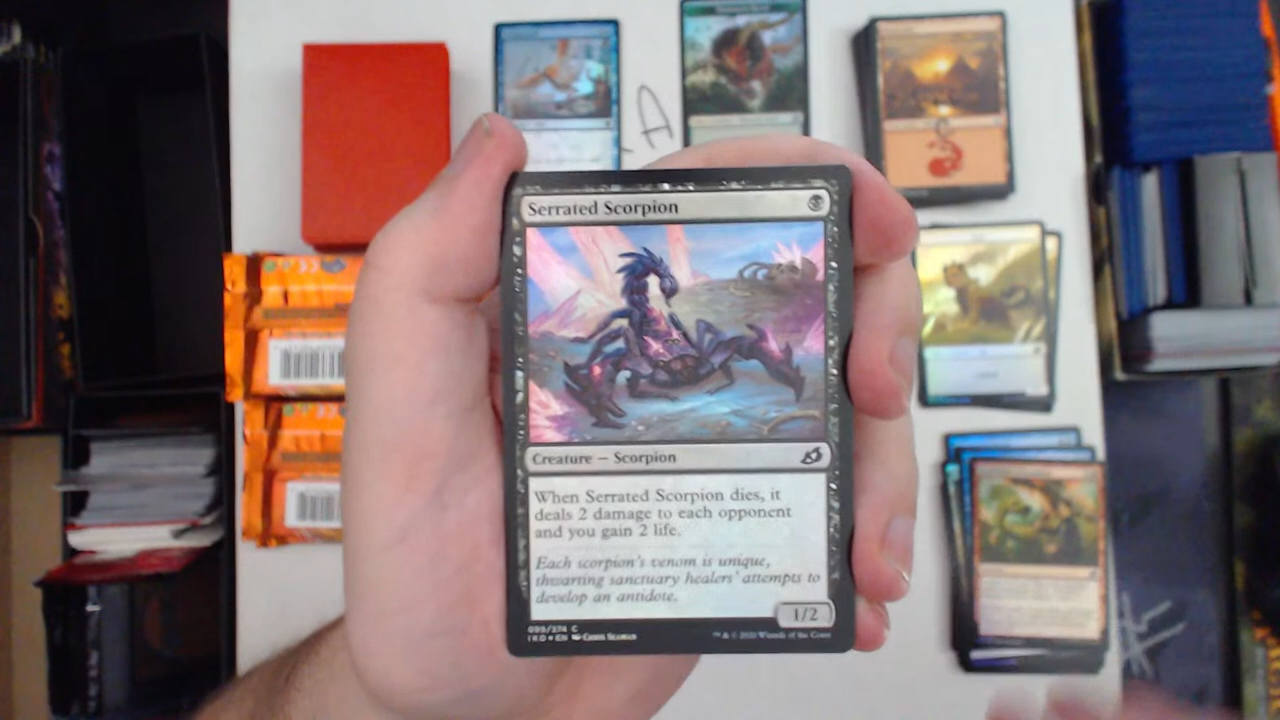 A
Serrated Scorpion
Creature — Scorpion
When Serrated Scorpion dies, it
deals 2 damage to each opponent
and you gain 2 life.
Each scorpion's venom is unique,
thwarting sanctuary healers' attempts to
develop an antidote.
1/2
099/274 C
IKO ★ EN Chris Seaman
™ & © 2020 Wizards of the Coast